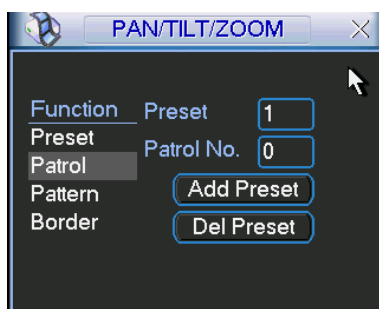 PAN/TILT/ZOOM
Function
Preset
Patrol
Pattern
Border
Preset 1
Patrol No. 0
Add Preset
Del Preset